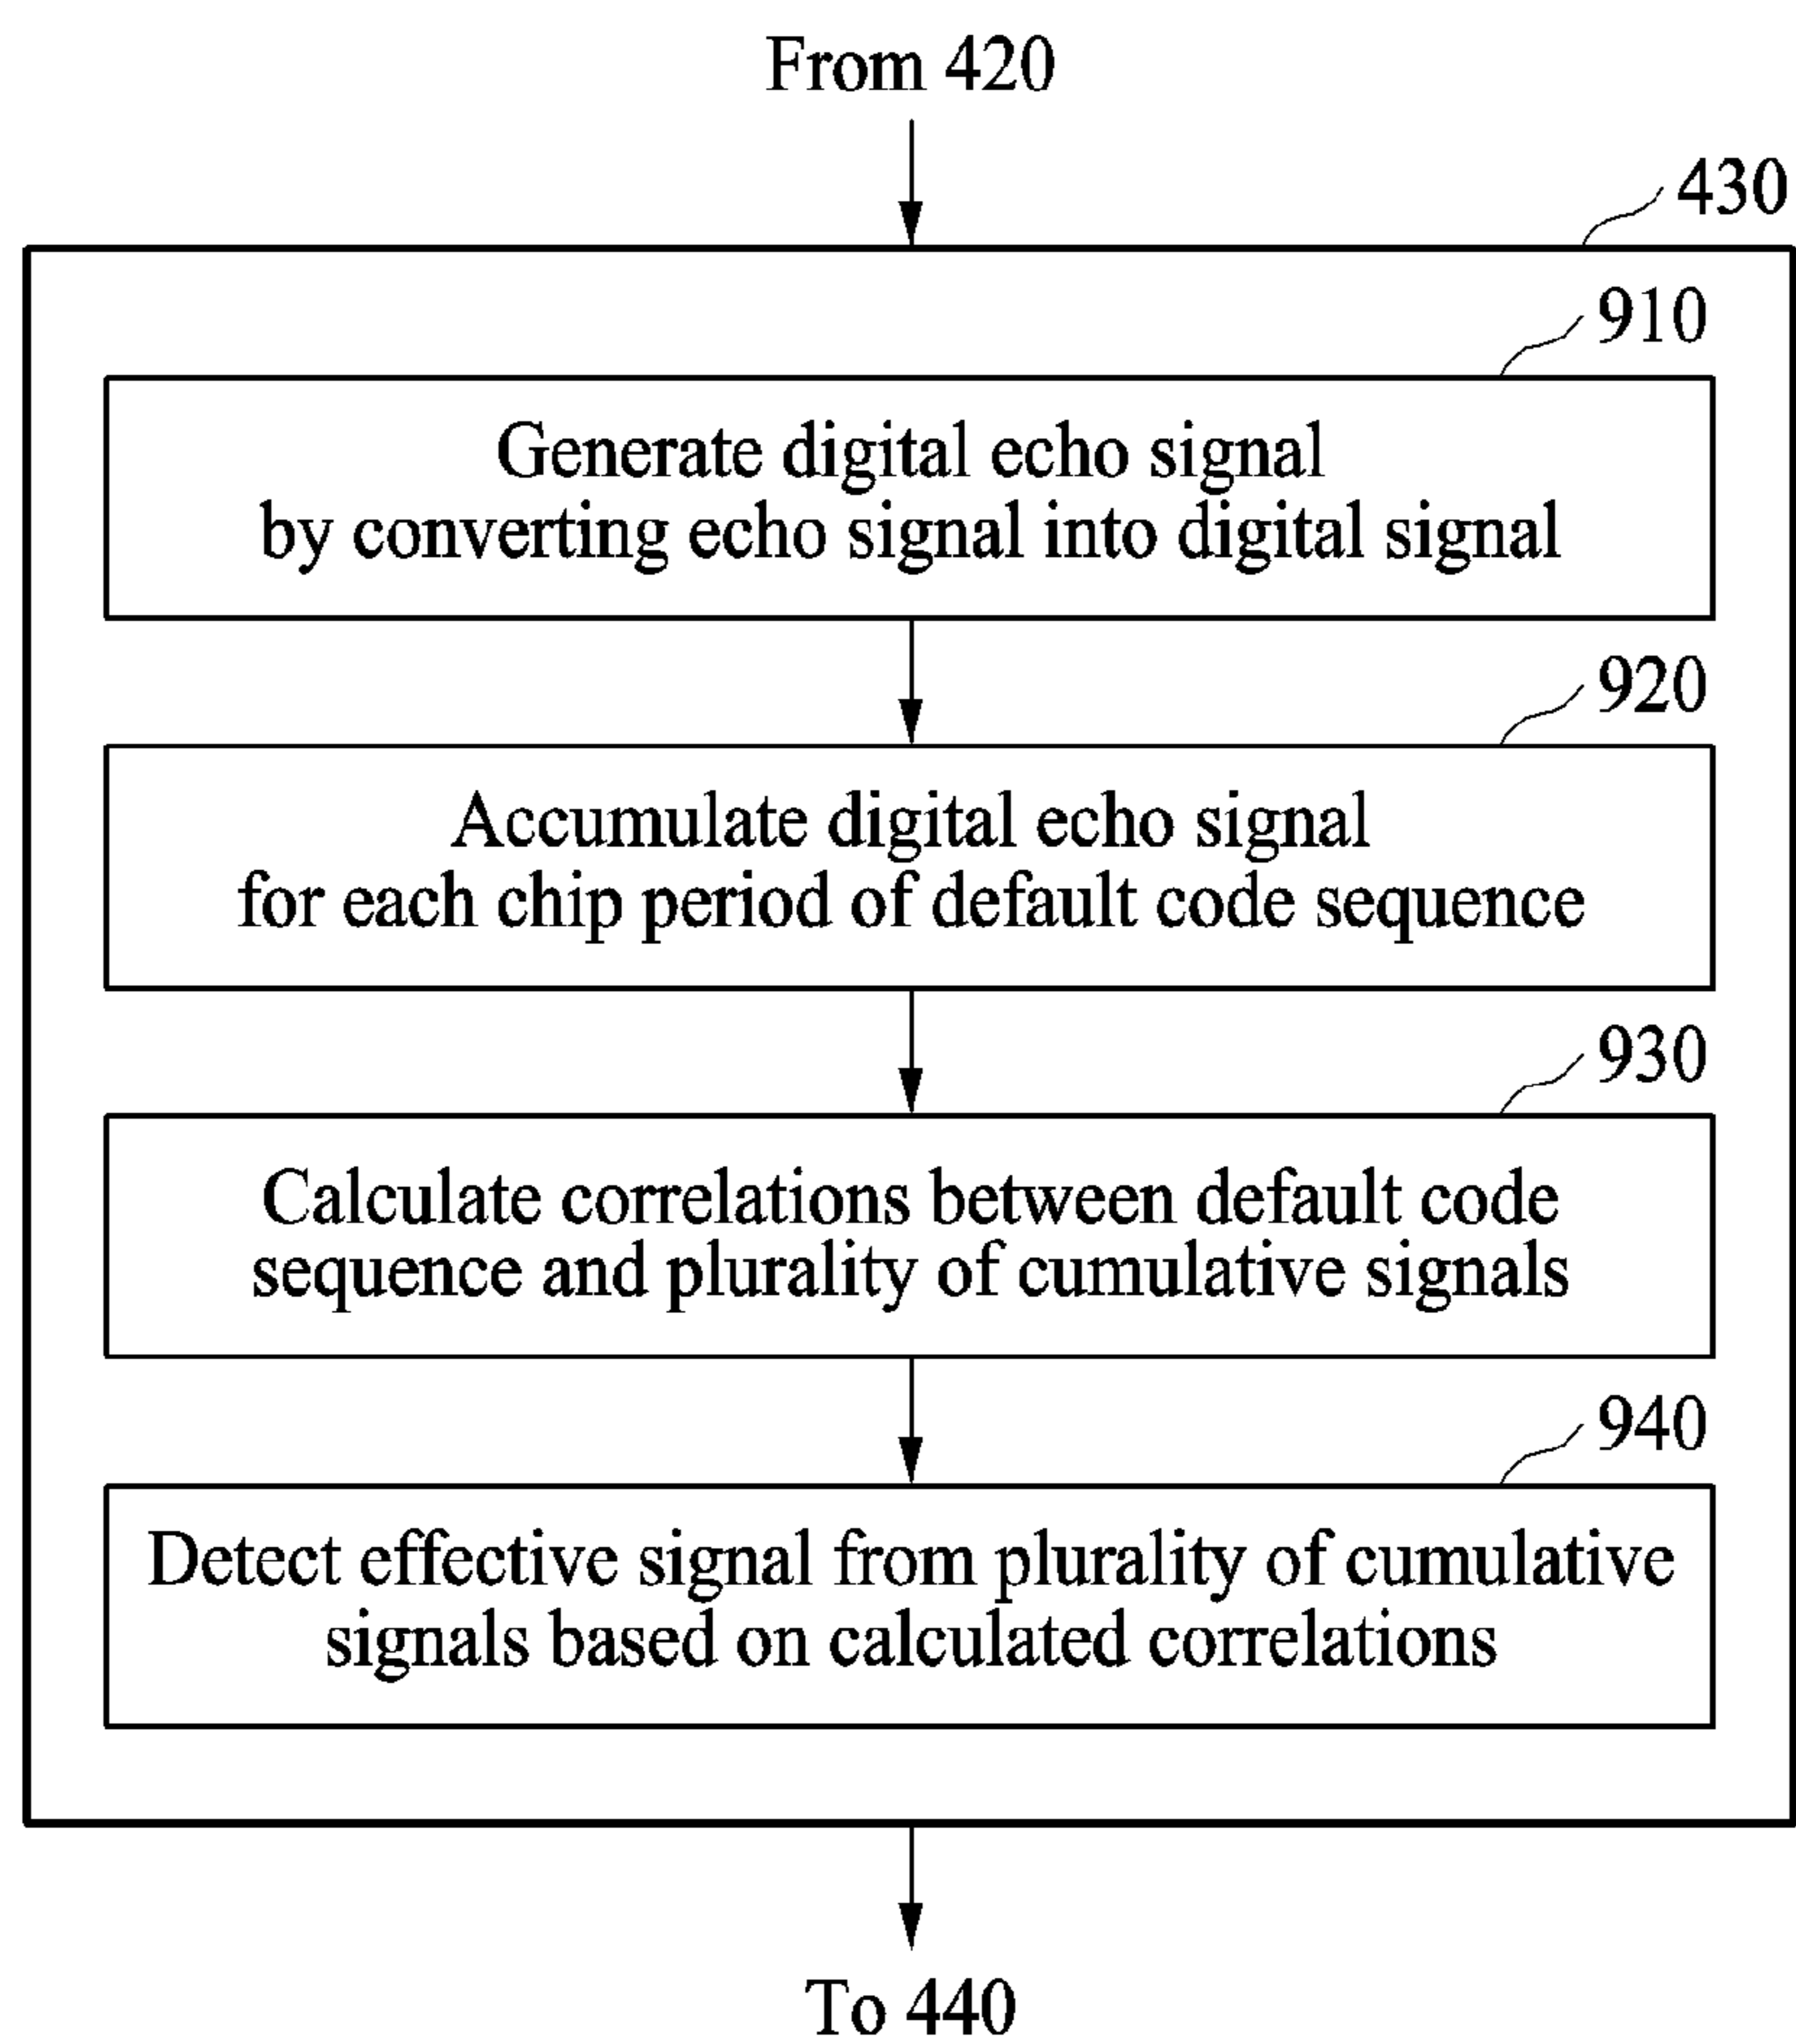 From 420
430
910
Generate digital echo signal
by converting echo signal into digital signal
920
Accumulate digital echo signal
for each chip period of default code sequence
930
Calculate correlations between default code
sequence and plurality of cumulative signals
940
Detect effective signal from plurality of cumulative
signals based on calculated correlations
To 440